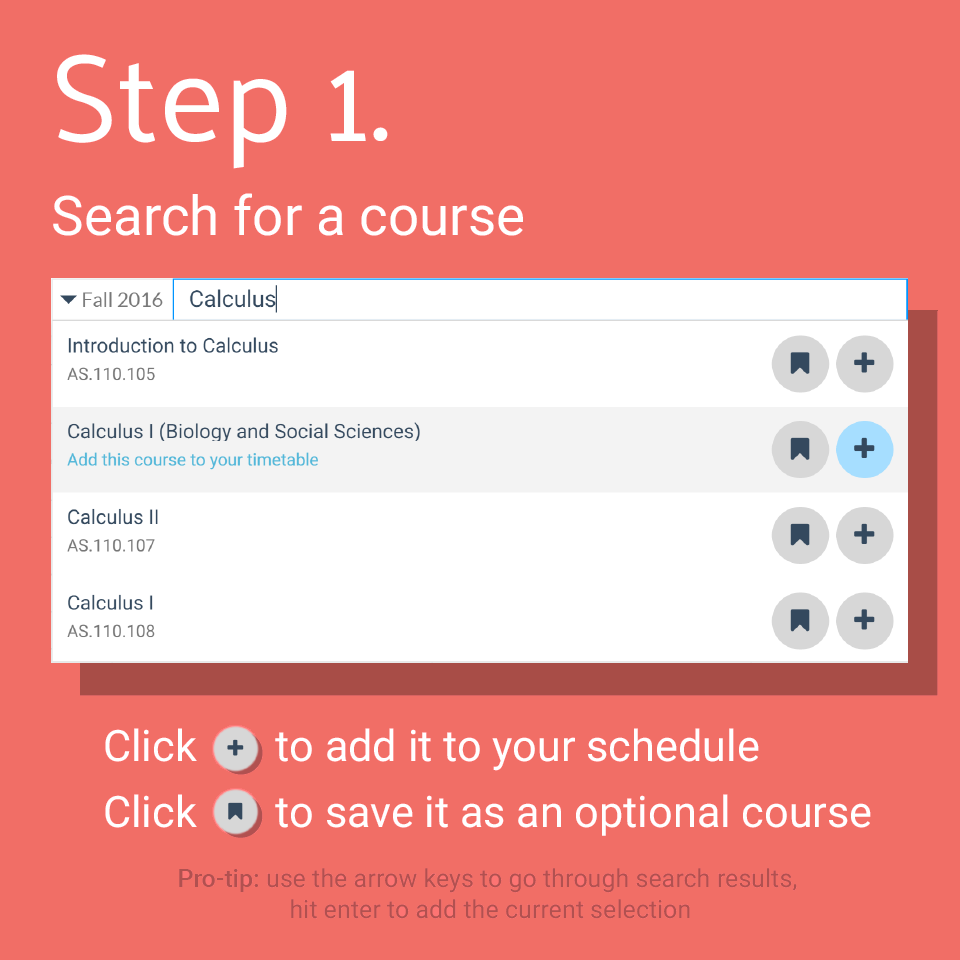 Step 1.
Search for a course
Fall 2016 Calculus
Introduction to Calculus
AS.110.105
Calculus I (Biology and Social Sciences)
Add this course to your timetable
Calculus II
AS.110.107
Calculus I
AS.110.108
Click + to add it to your schedule
Click to save it as an optional course
Pro-tip: use the arrow keys to go through search results,
hit enter to add the current selection